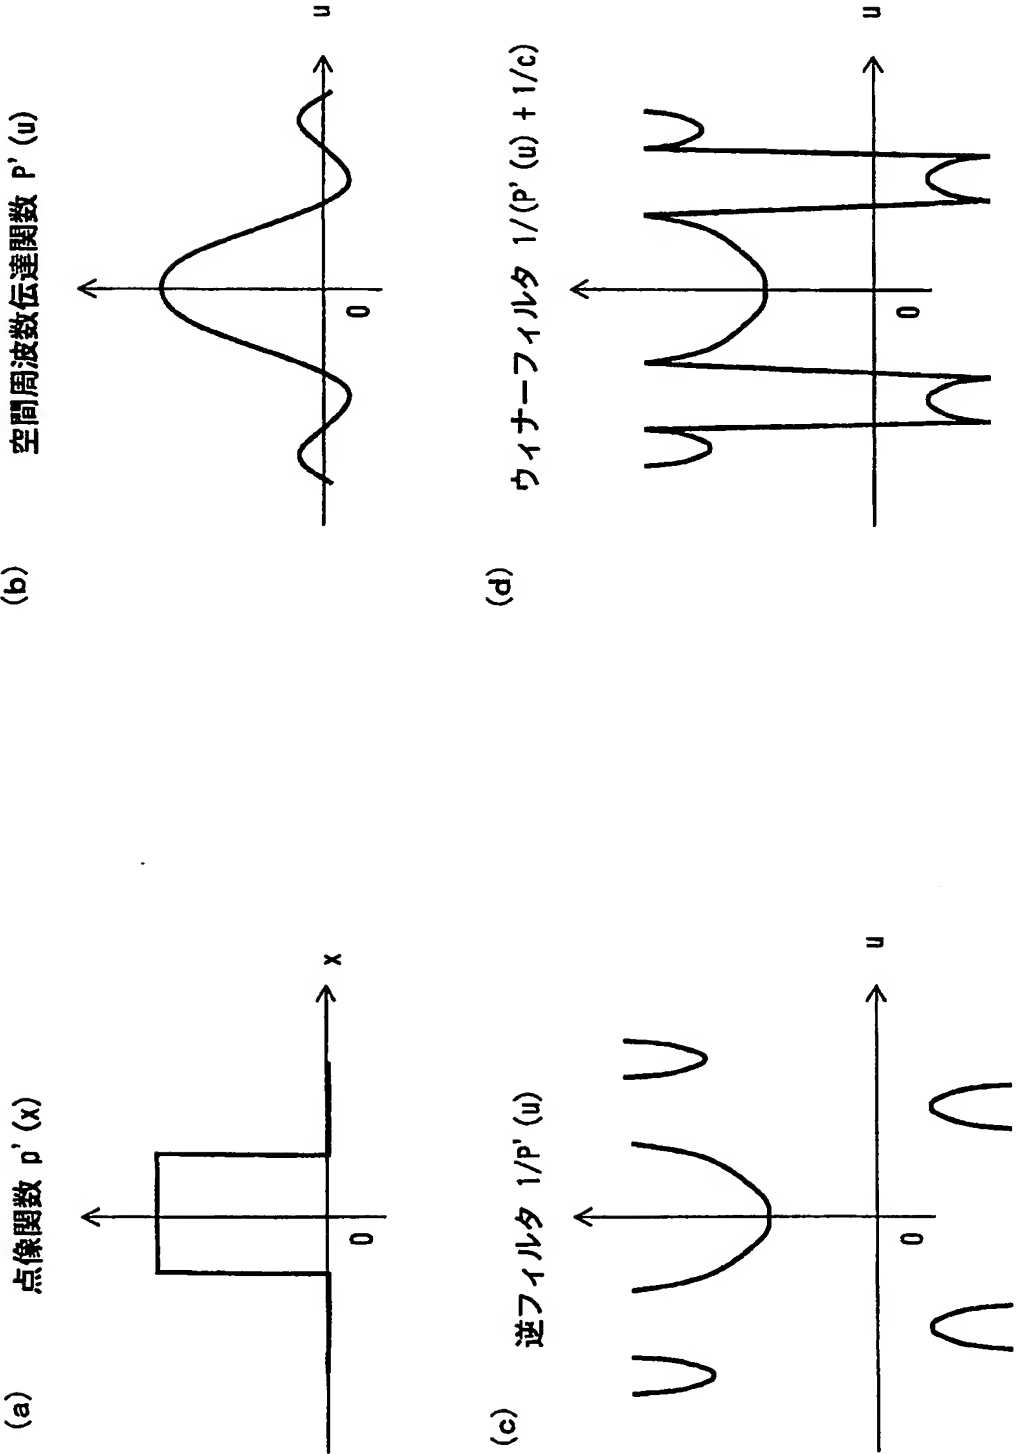 (a)
点像関数 p'(x)
x
0
(b)
空間周波数伝達関数 P'(u)
u
0
(c)
逆フィルタ 1/P'(u)
u
0
(d)
ウィナーフィルタ 1/(P'(u) + 1/c)
u
0